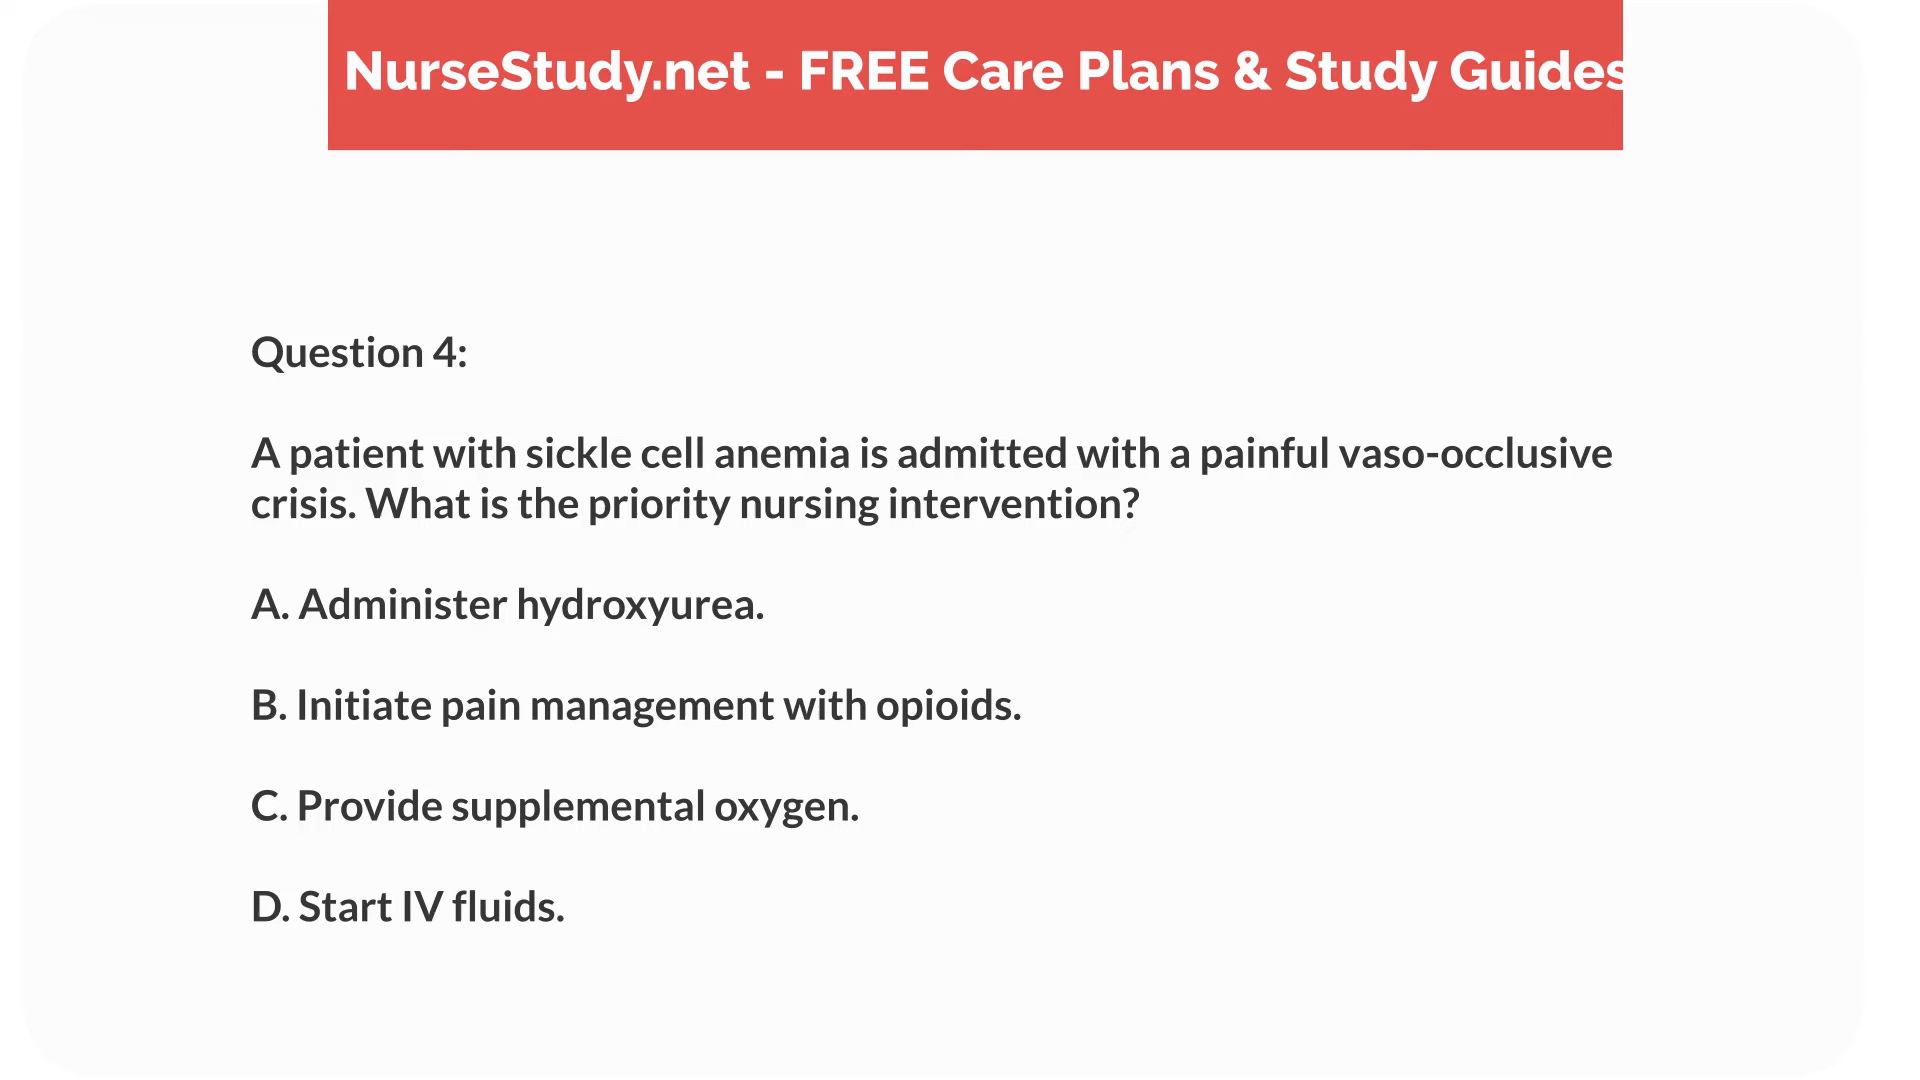 NurseStudy.net - FREE Care Plans & Study Guides
Question 4:
A patient with sickle cell anemia is admitted with a painful vaso-occlusive
crisis. What is the priority nursing intervention?
A. Administer hydroxyurea.
B. Initiate pain management with opioids.
C. Provide supplemental oxygen.
D. Start IV fluids.